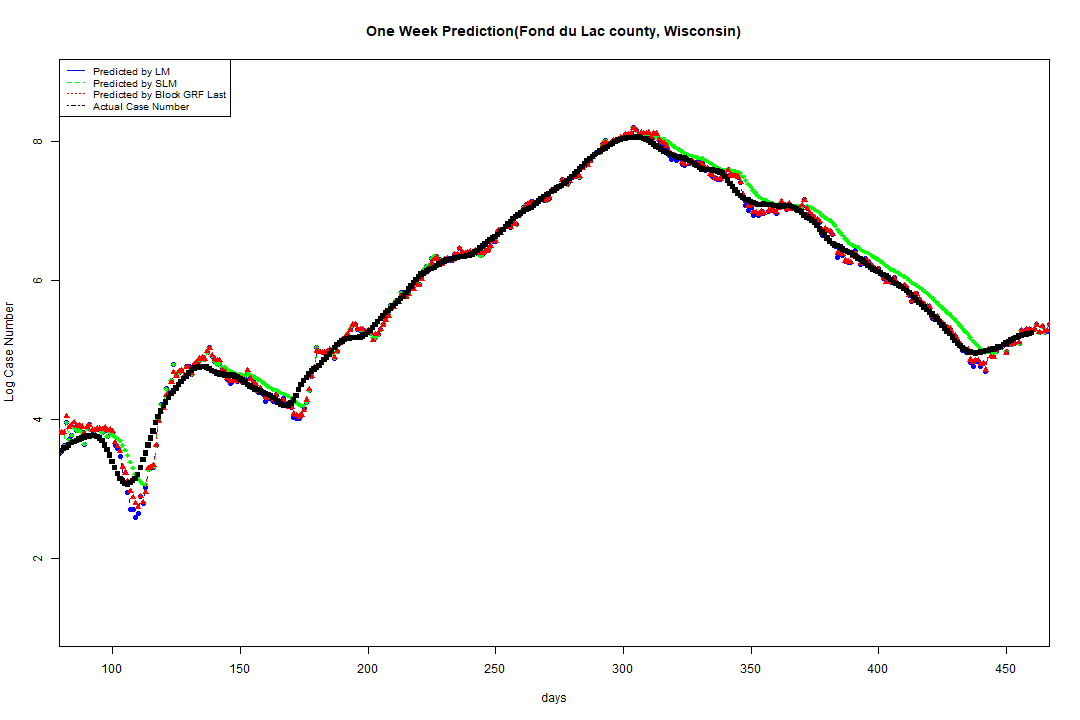 One Week Prediction(Fond du Lac county, Wisconsin)
Predicted by LM
Predicted by SLM
Predicted by Block GRF Last
Actual Case Number
8
6
4
2
Log Case Number
100 150 200 250 300 350 400 450
days